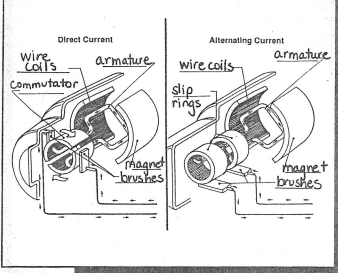 Direct Current
wire
coils
armature
commutator
magnet
brushes
Alternating Current
wire coils
armature
slip
rings
magnet
brushes